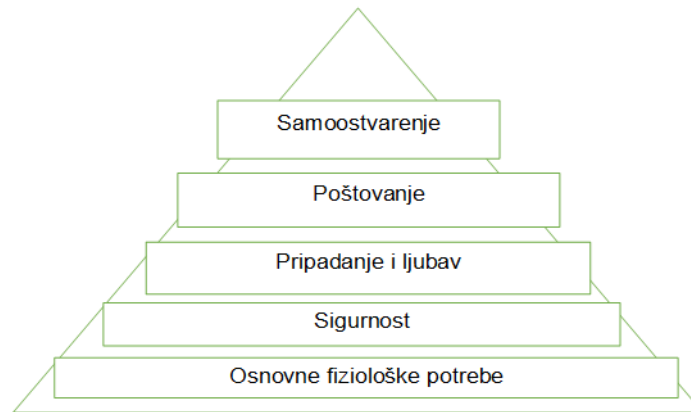 Samoostvarenje
Poštovanje
Pripadanje i ljubav
Sigurnost
Osnovne fiziološke potrebe